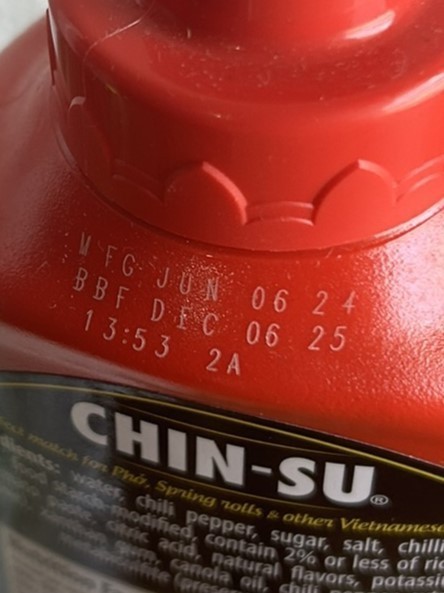 MFG JUN 06 24
BBF DEC 06 25
13:53 2A
CHIN-SU®
match for Phở, Spring rolls & other Vietnamese
water, chili pepper, sugar, salt, chilli
food starch-modified, contain 2% or less of
citric acid, natural flavors, potassi
gum, canola oil, chili